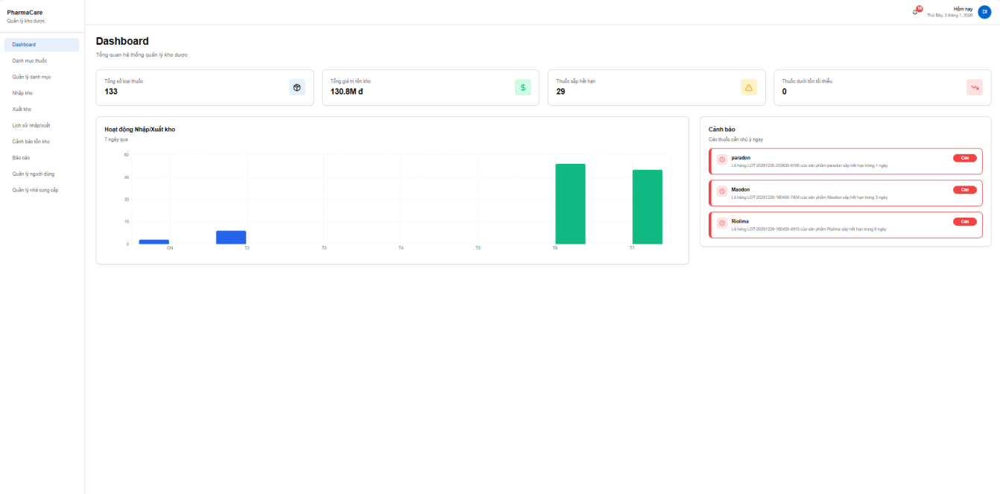 PharmaCare
Quản lý kho dược
Dashboard
Danh mục thuốc
Quản lý danh mục
Nhập kho
Xuất kho
Lịch sử nhập/xuất
Cảnh báo tồn kho
Báo cáo
Quản lý người dùng
Quản lý nhà cung cấp
Hôm nay
Thứ Bảy, 3 tháng 1, 2026
DI
Dashboard
Tổng quan hệ thống quản lý kho dược
Tổng số loại thuốc
133
Tổng giá trị tồn kho
130.8M đ
Thuốc sắp hết hạn
29
Thuốc dưới tồn tối thiểu
0
Hoạt động Nhập/Xuất kho
7 ngày qua
60
45
30
15
0
CN
T2
T3
T4
T5
T6
T7
Cảnh báo
Các thuốc cần chú ý ngay
paradon
Cao
Lô hàng LOT-20251226-233630-6185 của sản phẩm paradon sắp hết hạn trong 1 ngày
Maodon
Cao
Lô hàng LOT-20251229-160455-7404 của sản phẩm Maodon sắp hết hạn trong 3 ngày
Riolima
Cao
Lô hàng LOT-20251229-160455-4915 của sản phẩm Riolima sắp hết hạn trong 6 ngày